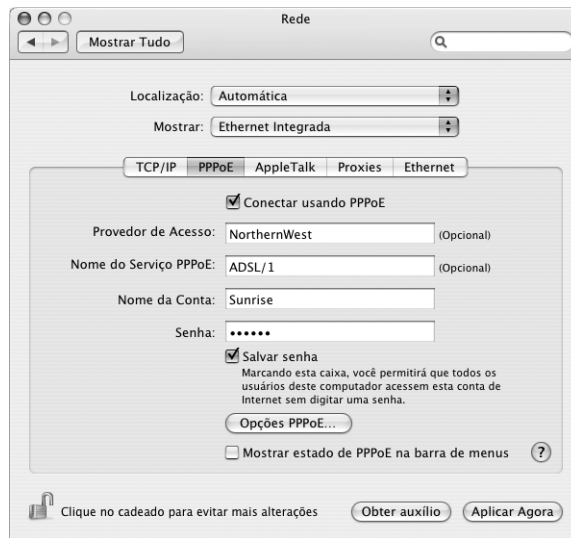 Rede
Mostrar Tudo
Localização: Automática
Mostrar: Ethernet Integrada
TCP/IP PPPoE AppleTalk Proxies Ethernet
Conectar usando PPPoE
Provedor de Acesso: NorthernWest (Opcional)
Nome do Serviço PPPoE: ADSL/1 (Opcional)
Nome da Conta: Sunrise
Senha: ••••••
Salvar senha
Marcando esta caixa, você permitirá que todos os
usuários deste computador acessem esta conta de
Internet sem digitar uma senha.
Opções PPPoE...
Mostrar estado de PPPoE na barra de menus ?
Clique no cadeado para evitar mais alterações Obter auxílio Aplicar Agora